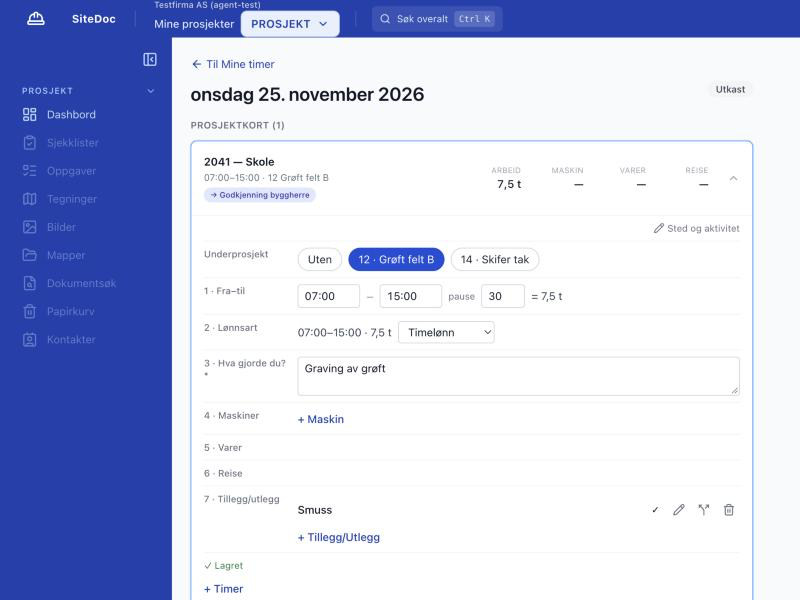 Testfirma AS (agent-test)
SiteDoc
Mine prosjekter
PROSJEKT
Søk overalt
Ctrl K
PROSJEKT
Dashbord
Sjekklister
Oppgaver
Tegninger
Bilder
Mapper
Dokumentsøk
Papirkurv
Kontakter
← Til Mine timer
onsdag 25. november 2026
Utkast
PROSJEKTKORT (1)
2041 — Skole
07:00–15:00 · 12 Grøft felt B
→ Godkjenning byggherre
ARBEID
7,5 t
MASKIN
—
VARER
—
REISE
—
Sted og aktivitet
Underprosjekt
Uten
12 · Grøft felt B
14 · Skifer tak
1 · Fra–til
07:00 – 15:00 pause 30 = 7,5 t
2 · Lønnsart
07:00–15:00 · 7,5 t Timelønn
3 · Hva gjorde du?
*
Graving av grøft
4 · Maskiner
+ Maskin
5 · Varer
6 · Reise
7 · Tillegg/utlegg
Smuss ✓
+ Tillegg/Utlegg
✓ Lagret
+ Timer